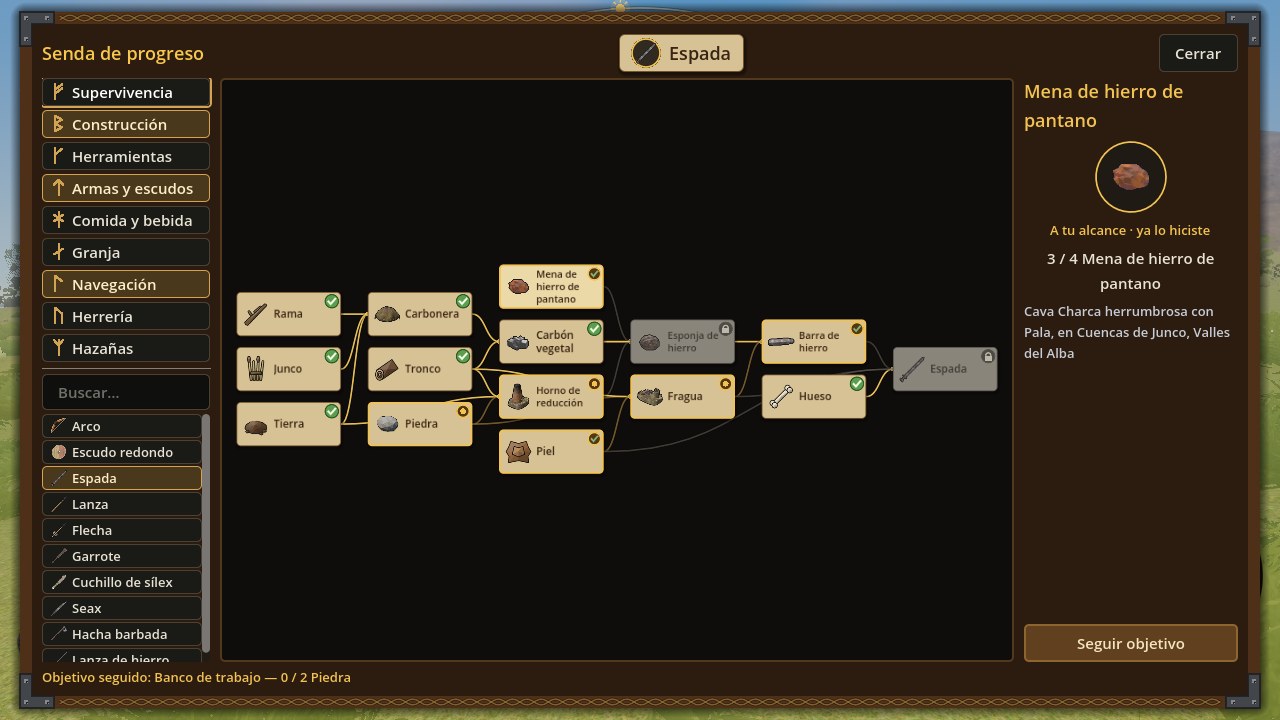 Senda de progreso
Espada
Cerrar
Supervivencia
Construcción
Herramientas
Armas y escudos
Comida y bebida
Granja
Navegación
Herrería
Hazañas
Buscar...
Arco
Escudo redondo
Espada
Lanza
Flecha
Garrote
Cuchillo de sílex
Seax
Hacha barbada
Lanza de hierro
Rama
Junco
Tierra
Carbonera
Tronco
Piedra
Mena de
hierro de
pantano
Carbón
vegetal
Horno de
reducción
Piel
Esponja de
hierro
Fragua
Barra de
hierro
Hueso
Espada
Mena de hierro de
pantano
A tu alcance · ya lo hiciste
3 / 4 Mena de hierro de
pantano
Cava Charca herrumbrosa con
Pala, en Cuencas de Junco, Valles
del Alba
Seguir objetivo
Objetivo seguido: Banco de trabajo — 0 / 2 Piedra